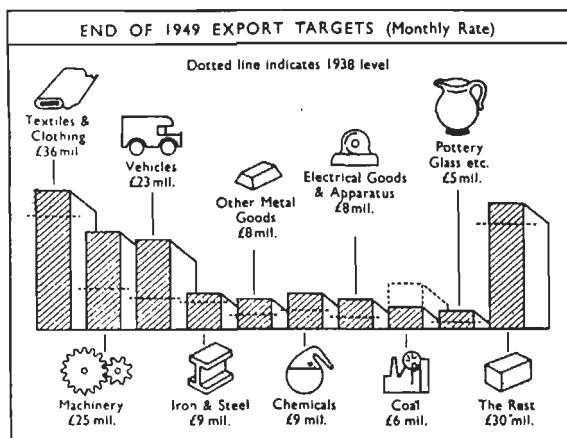 END OF 1949 EXPORT TARGETS (Monthly Rate)
Dotted line indicates 1938 level
Textiles &
Clothing
£36 mil
Vehicles
£23 mil.
Other Metal
Goods
£8 mil.
Electrical Goods
& Apparatus
£8 mil.
Pottery
Glass etc.
£5 mil.
Machinery
£25 mil.
Iron & Steel
£9 mil.
Chemicals
£9 mil.
Coal
£6 mil.
The Rest
£30 mil.